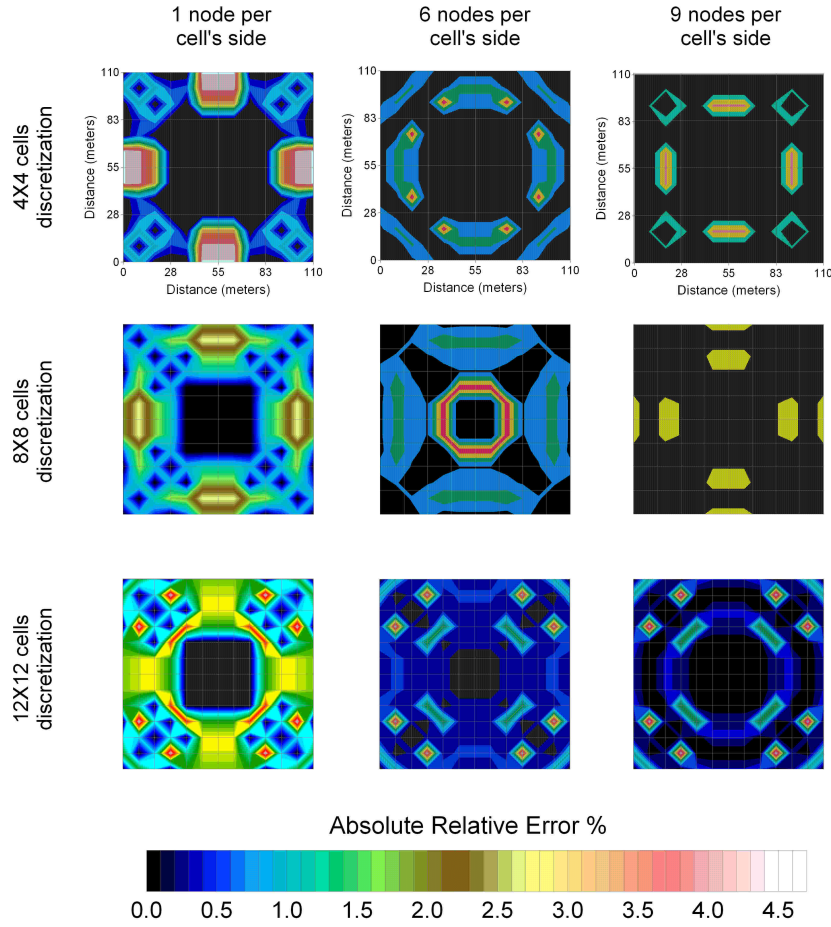 1 node per
cell's side
6 nodes per
cell's side
9 nodes per
cell's side
4X4 cells
discretization
Distance (meters)
110
83
55
28
0
0 28 55 83 110
Distance (meters)
Distance (meters)
110
83
55
28
0
0 28 55 83 110
Distance (meters)
Distance (meters)
110
83
55
28
0
0 28 55 83 110
Distance (meters)
8X8 cells
discretization
12X12 cells
discretization
Absolute Relative Error %
0.0 0.5 1.0 1.5 2.0 2.5 3.0 3.5 4.0 4.5